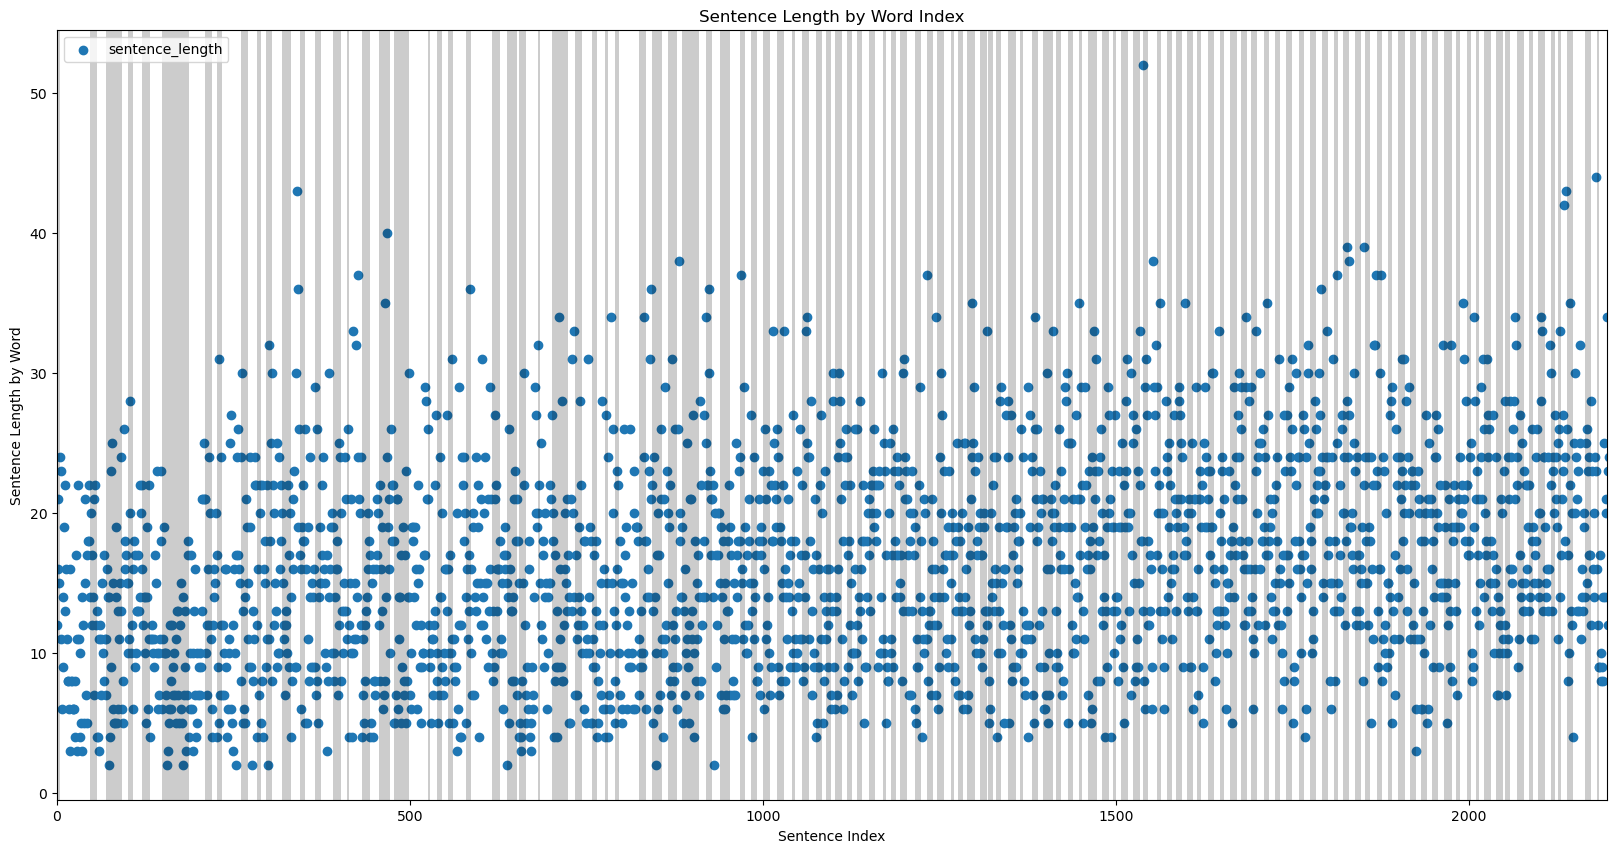 Sentence Length by Word Index
sentence_length
Sentence Length by Word
50
40
30
20
10
0
0 500 1000 1500 2000
Sentence Index